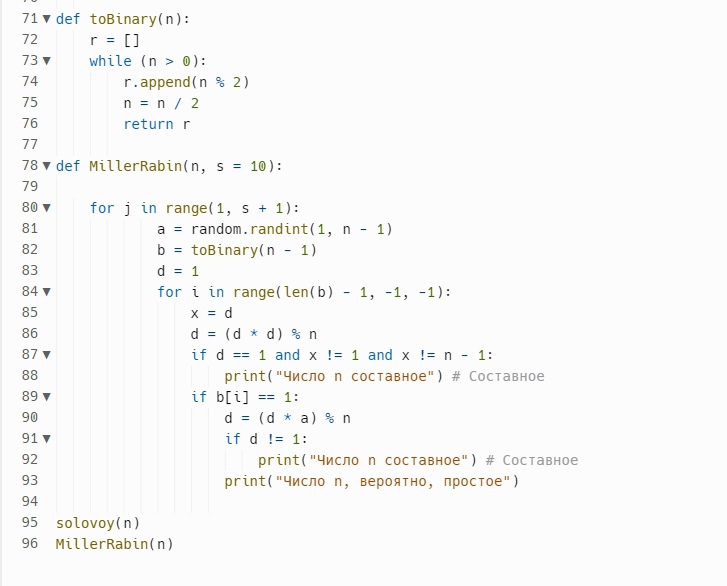 71 def toBinary(n):
72     r = []
73     while (n > 0):
74         r.append(n % 2)
75         n = n / 2
76         return r
77
78 def MillerRabin(n, s = 10):
79
80     for j in range(1, s + 1):
81             a = random.randint(1, n - 1)
82             b = toBinary(n - 1)
83             d = 1
84             for i in range(len(b) - 1, -1, -1):
85                 x = d
86                 d = (d * d) % n
87                 if d == 1 and x != 1 and x != n - 1:
88                     print("Число n составное") # Составное
89                 if b[i] == 1:
90                     d = (d * a) % n
91                     if d != 1:
92                         print("Число n составное") # Составное
93                     print("Число n, вероятно, простое")
94
95 solovoy(n)
96 MillerRabin(n)